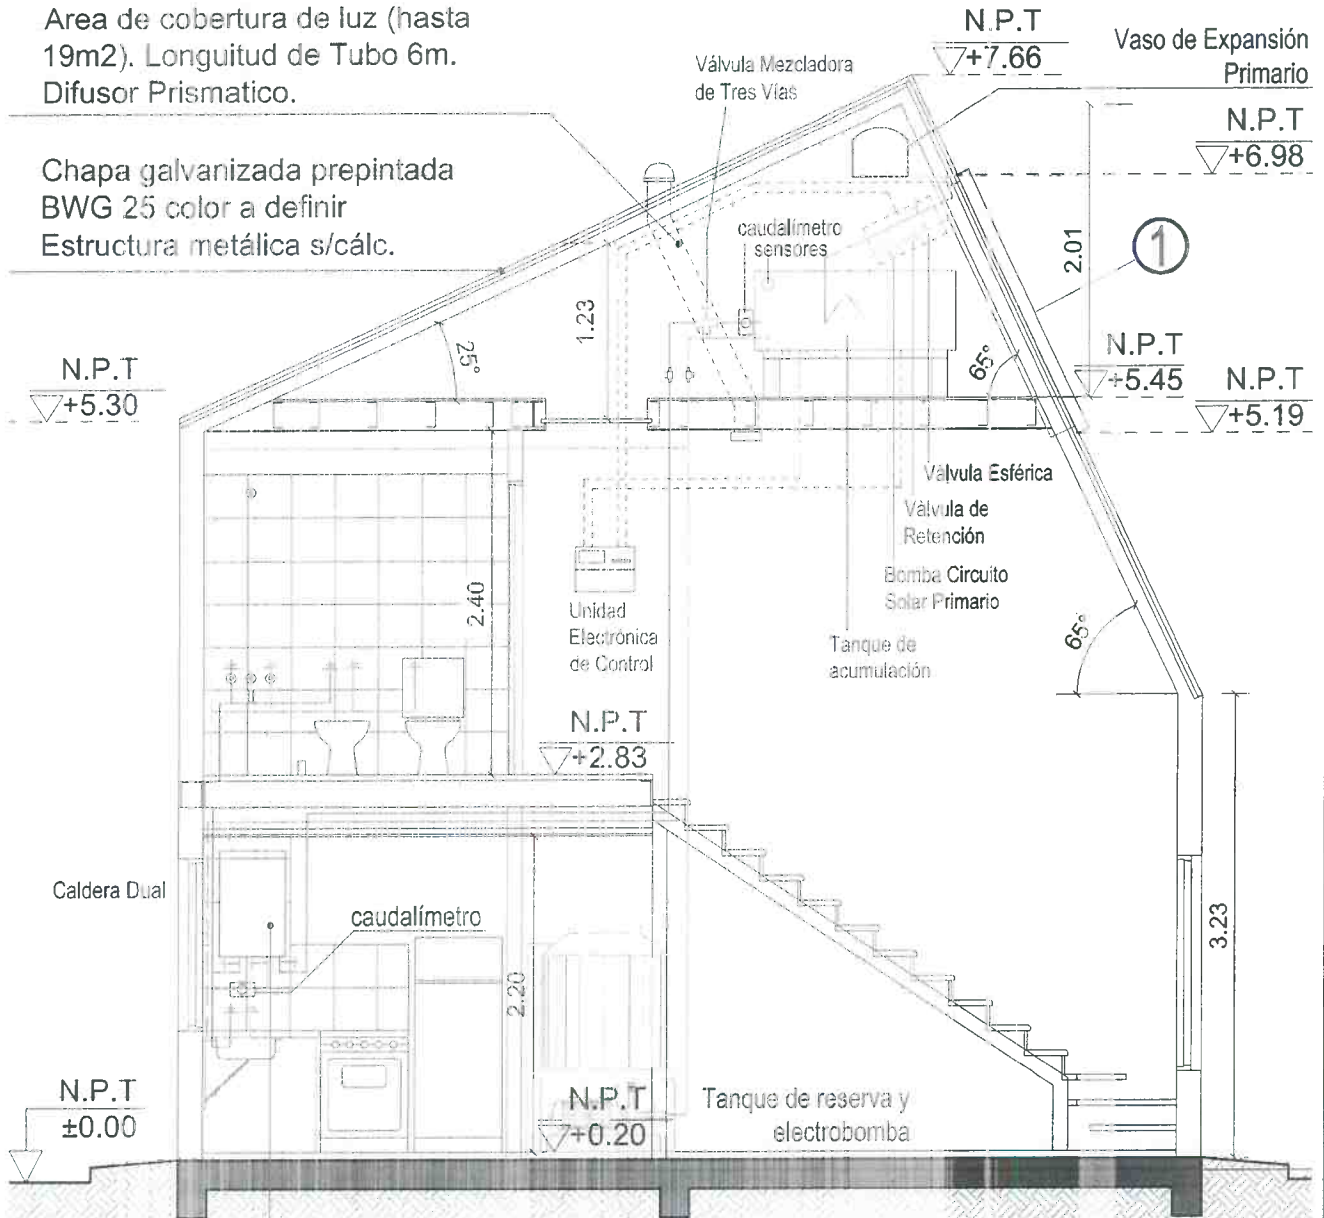 Area de cobertura de luz (hasta
19m2). Longuitud de Tubo 6m.
Difusor Prismatico.
Chapa galvanizada prepintada
BWG 25 color a definir
Estructura metálica s/cálc.
Válvula Mezcladora
de Tres Vías
N.P.T
+7.66
Vaso de Expansión
Primario
N.P.T
+6.98
caudalímetro
sensores
1
2.01
1.23
25°
65°
N.P.T
+5.30
N.P.T
+5.45
N.P.T
+5.19
Válvula Esférica
Válvula de
Retención
Bomba Circuito
Solar Primario
Tanque de
acumulación
Unidad
Electrónica
de Control
2.40
65°
N.P.T
+2.83
Caldera Dual
caudalímetro
2.20
3.23
N.P.T
±0.00
N.P.T
+0.20
Tanque de reserva y
electrobomba